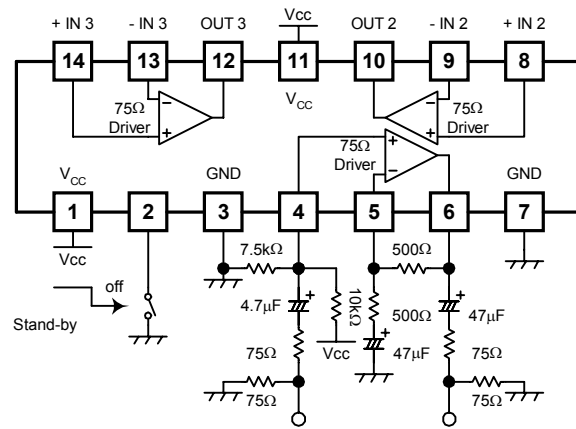 Vcc
+ IN 3 - IN 3 OUT 3 OUT 2 - IN 2 + IN 2
14 13 12 11 10 9 8
75Ω Driver
VCC
75Ω Driver
75Ω Driver
VCC GND GND
1 2 3 4 5 6 7
Vcc
off
Stand-by
7.5kΩ 500Ω
4.7µF 10kΩ 500Ω 47µF
Vcc 47µF
75Ω 75Ω
75Ω 75Ω